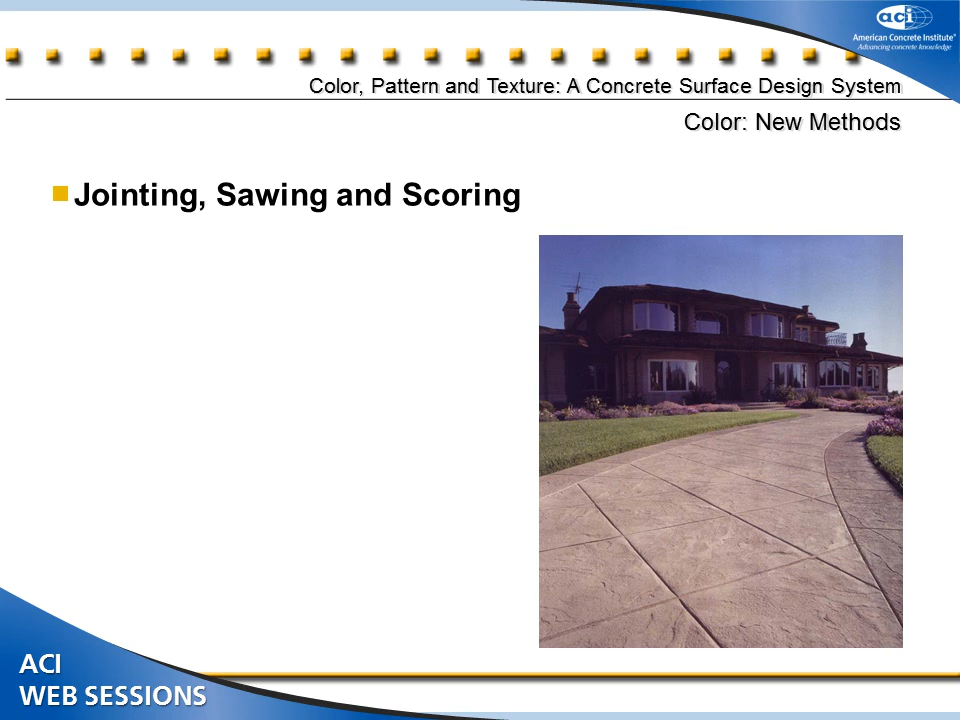 aci
American Concrete Institute®
Advancing concrete knowledge
Color, Pattern and Texture: A Concrete Surface Design System
Color: New Methods
Jointing, Sawing and Scoring
ACI
WEB SESSIONS